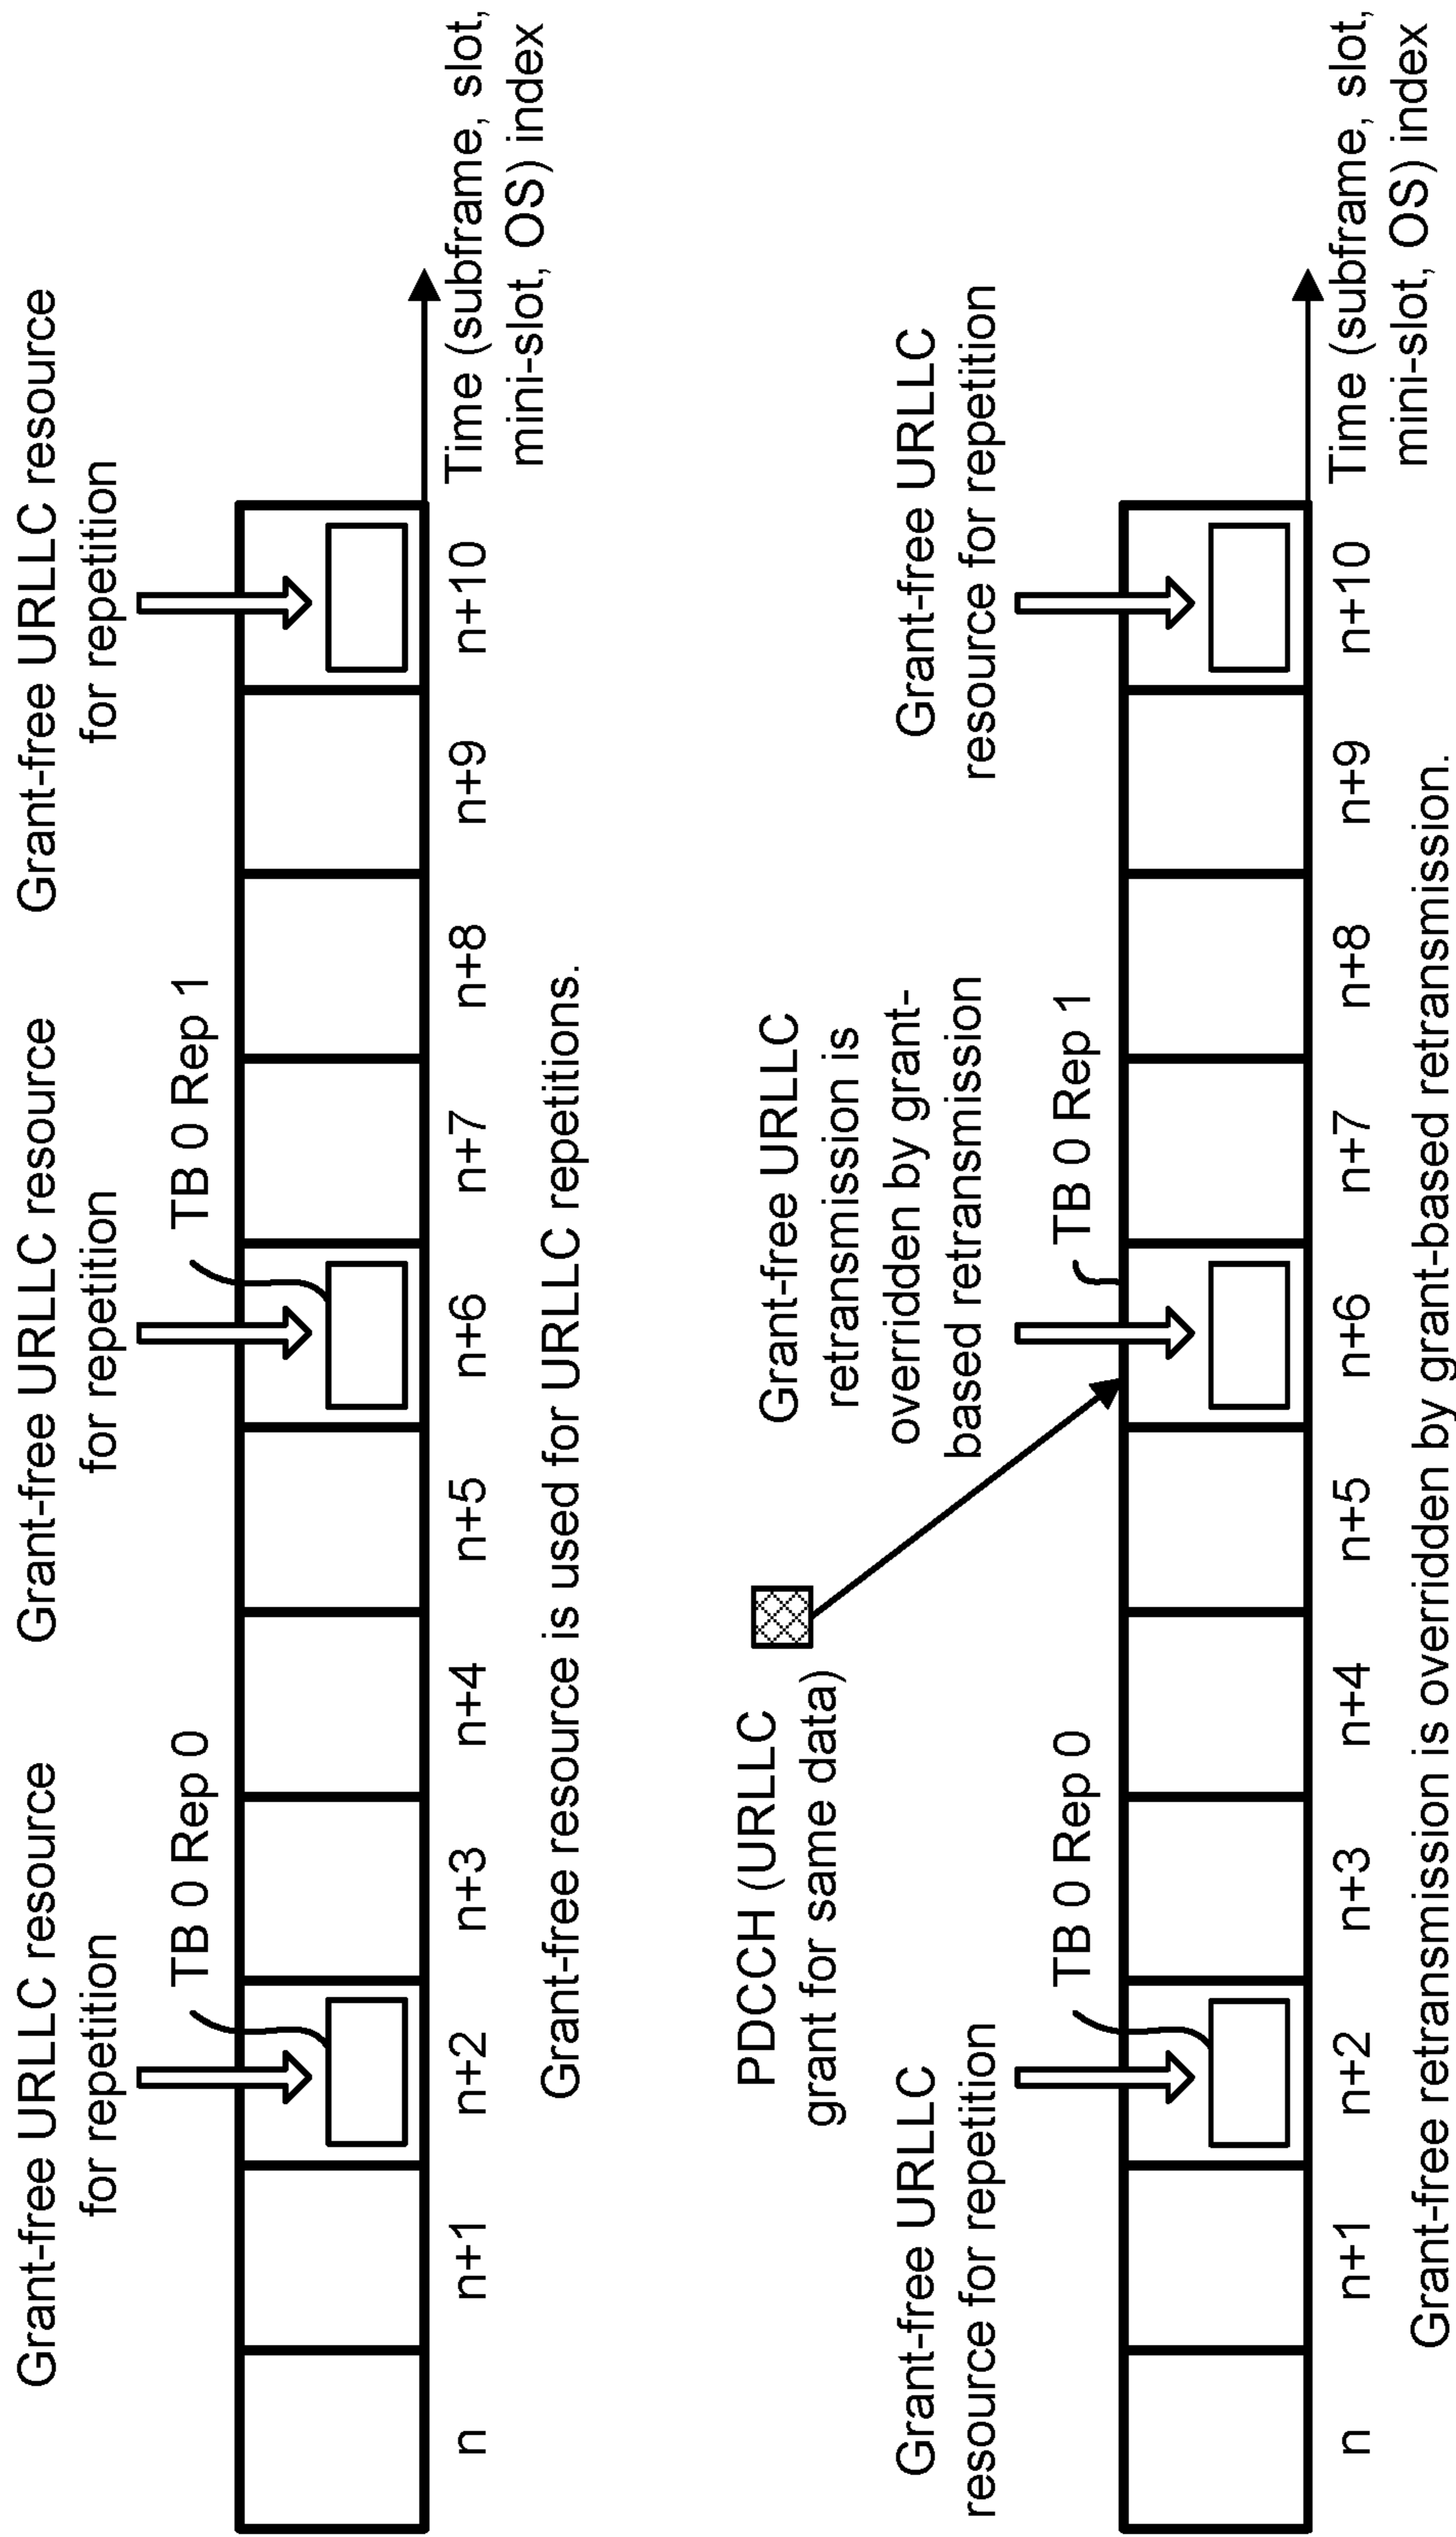 Grant-free URLLC resource
for repetition
Grant-free URLLC resource
for repetition
Grant-free URLLC resource
for repetition
TB 0 Rep 0
TB 0 Rep 1
n
n+1
n+2
n+3
n+4
n+5
n+6
n+7
n+8
n+9
n+10
Time (subframe, slot,
mini-slot, OS) index
Grant-free resource is used for URLLC repetitions.
PDCCH (URLLC
grant for same data)
Grant-free URLLC
retransmission is
overridden by grant-
based retransmission
Grant-free URLLC
resource for repetition
Grant-free URLLC
resource for repetition
TB 0 Rep 0
TB 0 Rep 1
n
n+1
n+2
n+3
n+4
n+5
n+6
n+7
n+8
n+9
n+10
Time (subframe, slot,
mini-slot, OS) index
Grant-free retransmission is overridden by grant-based retransmission.